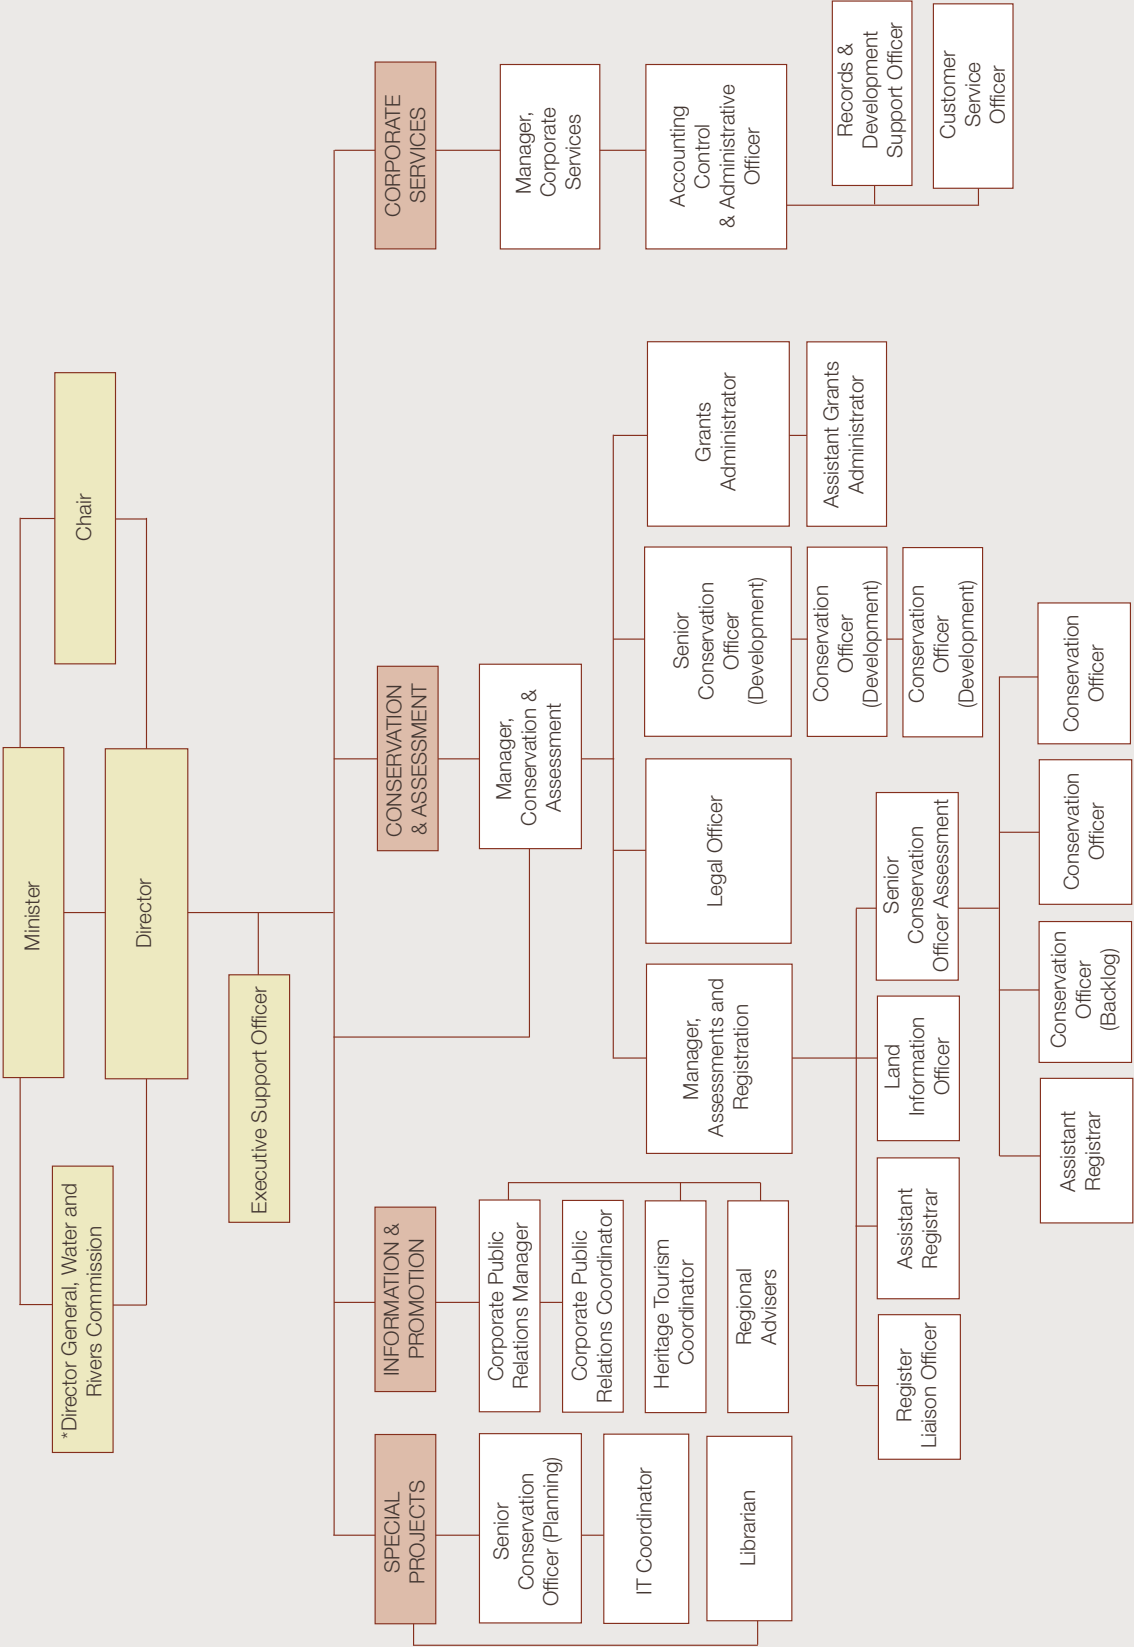 Minister
*Director General, Water and
Rivers Commission
Chair
Director
Executive Support Officer
SPECIAL
PROJECTS
INFORMATION &
PROMOTION
CONSERVATION
& ASSESSMENT
CORPORATE
SERVICES
Senior
Conservation
Officer (Planning)
IT Coordinator
Librarian
Corporate Public
Relations Manager
Corporate Public
Relations Coordinator
Heritage Tourism
Coordinator
Regional
Advisers
Manager,
Conservation &
Assessment
Manager,
Assessments and
Registration
Legal Officer
Senior
Conservation
Officer
(Development)
Grants
Administrator
Conservation
Officer
(Development)
Assistant Grants
Administrator
Conservation
Officer
(Development)
Register
Liaison Officer
Assistant
Registrar
Land
Information
Officer
Senior
Conservation
Officer Assessment
Assistant
Registrar
Conservation
Officer
(Backlog)
Conservation
Officer
Conservation
Officer
Manager,
Corporate
Services
Accounting
Control
& Administrative
Officer
Records &
Development
Support Officer
Customer
Service
Officer